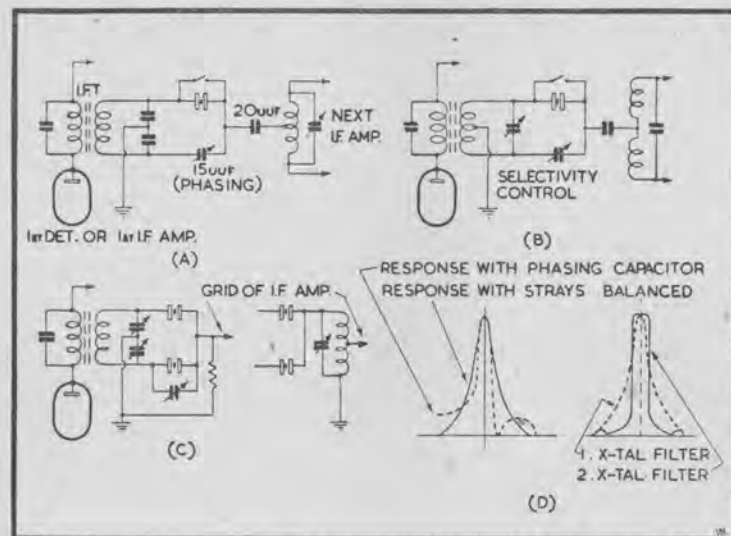 I.F.T
20UUF
NEXT
I.F. AMP.
15UUF
(PHASING)
1ST DET. OR 1ST I.F AMP.
(A)
SELECTIVITY
CONTROL
(B)
GRID OF I.F. AMP.
(C)
RESPONSE WITH PHASING CAPACITOR
RESPONSE WITH STRAYS BALANCED
1. X-TAL FILTER
2. X-TAL FILTER
(D)